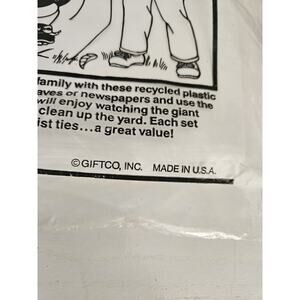 family with these recycled plastic
aves or newspapers and use the
will enjoy watching the giant
clean up the yard. Each set
ist ties...a great value!
© GIFTCO, INC. MADE IN U.S.A.